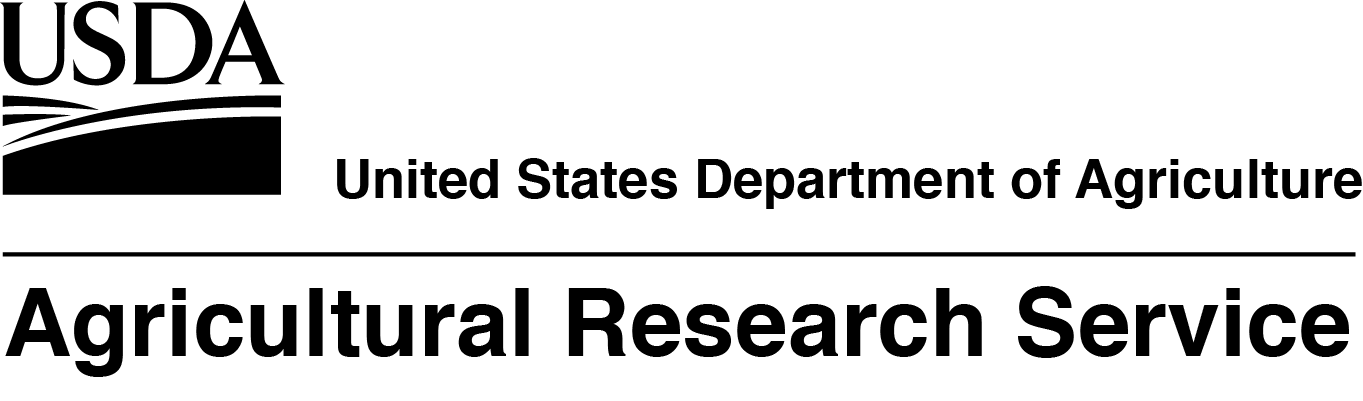 USDA
United States Department of Agriculture
Agricultural Research Service